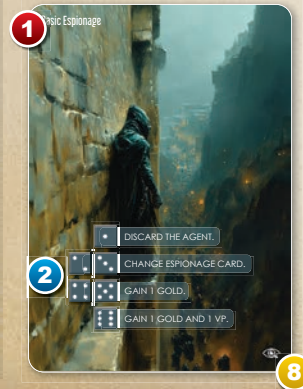 1
Basic Espionage
DISCARD THE AGENT.
2
CHANGE ESPIONAGE CARD.
GAIN 1 GOLD.
GAIN 1 GOLD AND 1 VP.
8